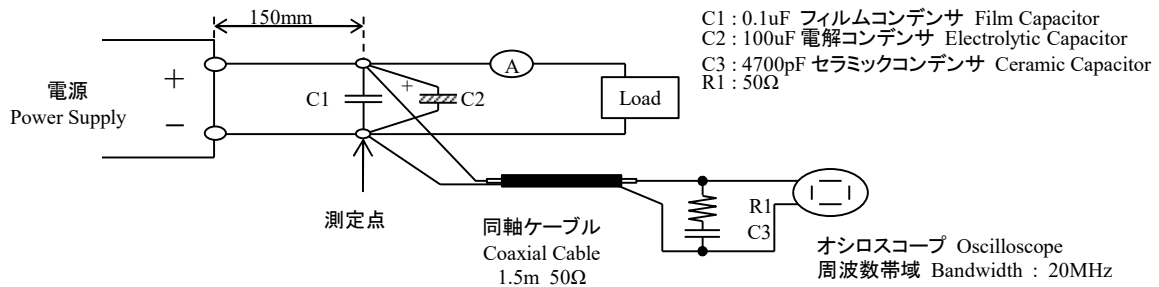 150mm
C1 : 0.1uF フィルムコンデンサ Film Capacitor
C2 : 100uF 電解コンデンサ Electrolytic Capacitor
C3 : 4700pF セラミックコンデンサ Ceramic Capacitor
R1 : 50Ω
電源
Power Supply
+
−
C1
+
C2
A
Load
測定点
同軸ケーブル
Coaxial Cable
1.5m 50Ω
R1
C3
オシロスコープ Oscilloscope
周波数帯域 Bandwidth : 20MHz